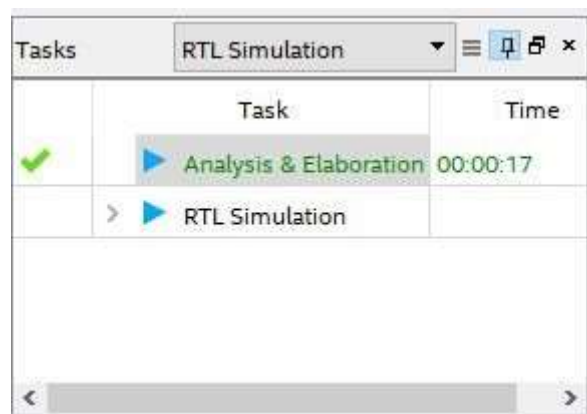 Tasks RTL Simulation
Task Time
Analysis & Elaboration 00:00:17
RTL Simulation